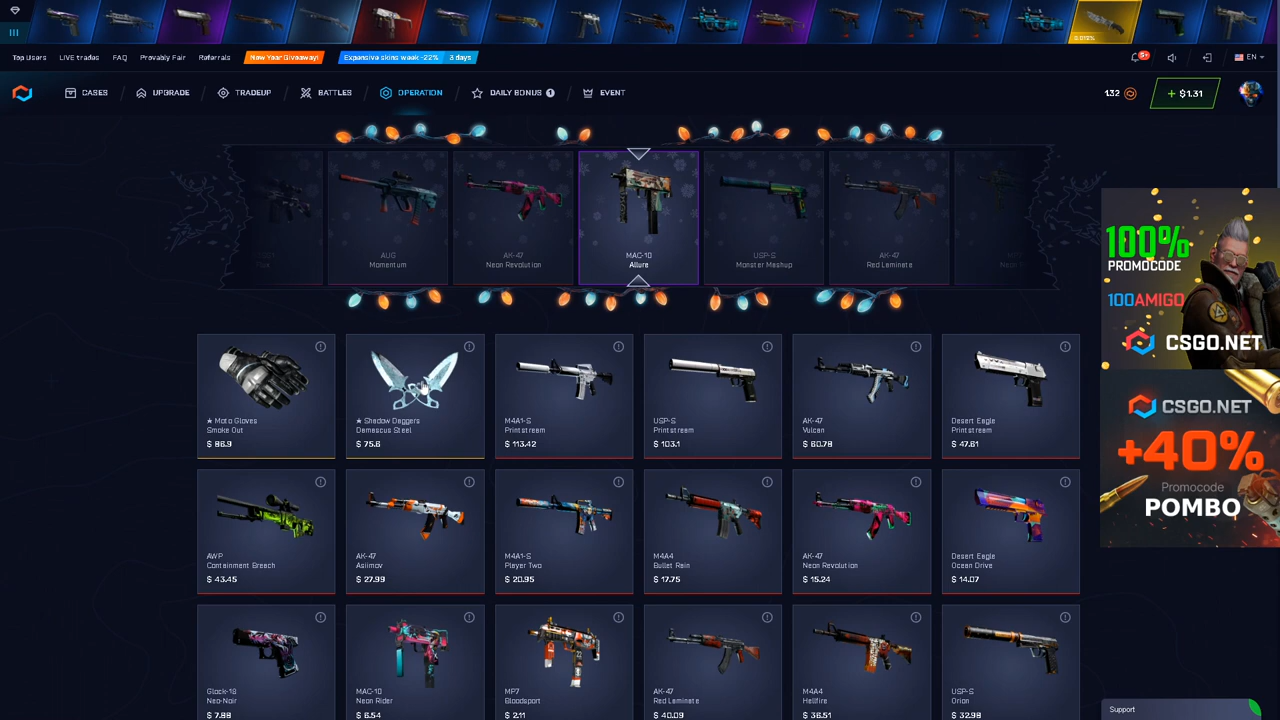 0.072%
Top Users LIVE trades FAQ Provably Fair Referrals New Year Giveaway! Expensive skins week -22% 3 days 5+ EN
CASES UPGRADE TRADEUP BATTLES OPERATION DAILY BONUS 1 EVENT 132 + $1.31
AUG
Momentum
AK-47
Neon Revolution
MAC-10
Allure
USP-S
Monster Mashup
AK-47
Red Laminate
100%
PROMOCODE
100AMIGO
CSGO.NET
★ Moto Gloves
Smoke Out
$ 86.9
★ Shadow Daggers
Damascus Steel
$ 75.6
M4A1-S
Printstream
$ 113.42
USP-S
Printstream
$ 103.1
AK-47
Vulcan
$ 60.78
Desert Eagle
Printstream
$ 47.61
CSGO.NET
+40%
Promocode
POMBO
AWP
Containment Breach
$ 43.45
AK-47
Asiimov
$ 27.99
M4A1-S
Player Two
$ 20.95
M4A4
Bullet Rain
$ 17.75
AK-47
Neon Revolution
$ 15.24
Desert Eagle
Ocean Drive
$ 14.07
Glock-18
Neo-Noir
$ 7.88
MAC-10
Neon Rider
$ 6.54
MP7
Bloodsport
$ 2.11
AK-47
Red Laminate
$ 40.09
M4A4
Hellfire
$ 36.51
USP-S
Orion
$ 32.98
Support